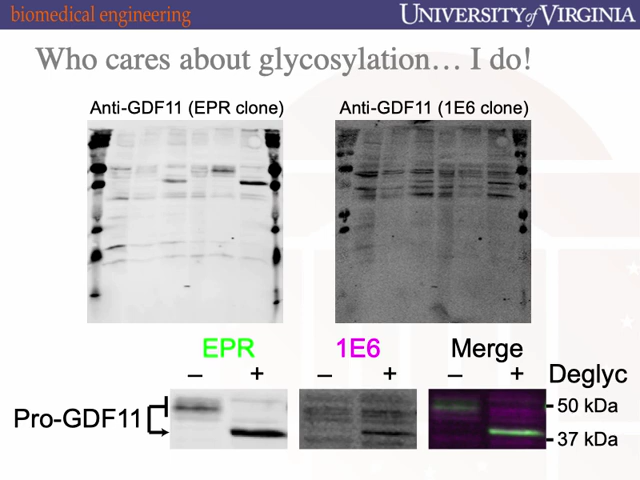 biomedical engineering
UNIVERSITY of VIRGINIA
Who cares about glycosylation… I do!
Anti-GDF11 (EPR clone)
Anti-GDF11 (1E6 clone)
EPR
1E6
Merge
– + – + – + Deglyc
Pro-GDF11
50 kDa
37 kDa